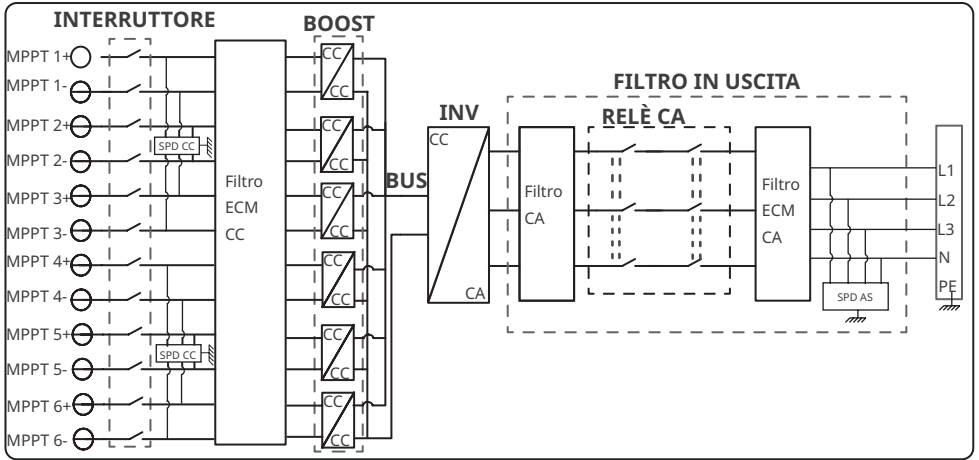 INTERRUTTORE
BOOST
MPPT 1+
MPPT 1-
MPPT 2+
MPPT 2-
MPPT 3+
MPPT 3-
MPPT 4+
MPPT 4-
MPPT 5+
MPPT 5-
MPPT 6+
MPPT 6-
SPD CC
SPD CC
Filtro
ECM
CC
CC
CC
CC
CC
CC
CC
CC
CC
CC
CC
CC
CC
BUS
INV
CC
CA
FILTRO IN USCITA
RELÈ CA
Filtro
CA
Filtro
ECM
CA
SPD AS
L1
L2
L3
N
PE